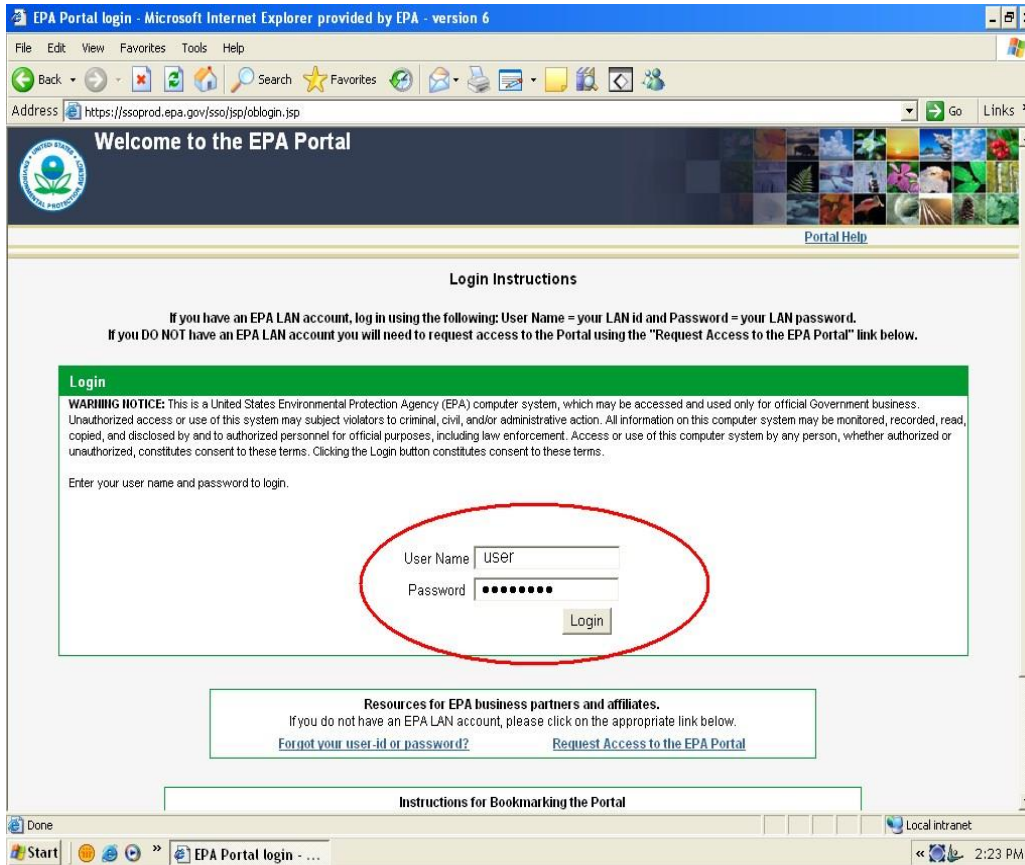 EPA Portal login - Microsoft Internet Explorer provided by EPA - version 6
File Edit View Favorites Tools Help
Back Search Favorites
Address https://ssoprod.epa.gov/sso/jsp/oblogin.jsp Go Links
Welcome to the EPA Portal
Portal Help
Login Instructions
If you have an EPA LAN account, log in using the following: User Name = your LAN id and Password = your LAN password.
If you DO NOT have an EPA LAN account you will need to request access to the Portal using the "Request Access to the EPA Portal" link below.
Login
WARNING NOTICE: This is a United States Environmental Protection Agency (EPA) computer system, which may be accessed and used only for official Government business.
Unauthorized access or use of this system may subject violators to criminal, civil, and/or administrative action. All information on this computer system may be monitored, recorded, read,
copied, and disclosed by and to authorized personnel for official purposes, including law enforcement. Access or use of this computer system by any person, whether authorized or
unauthorized, constitutes consent to these terms. Clicking the Login button constitutes consent to these terms.
Enter your user name and password to login.
User Name user
Password ••••••••
Login
Resources for EPA business partners and affiliates.
If you do not have an EPA LAN account, please click on the appropriate link below.
Forgot your user-id or password? Request Access to the EPA Portal
Instructions for Bookmarking the Portal
Done Local intranet
Start » EPA Portal login - ... « 2:23 PM